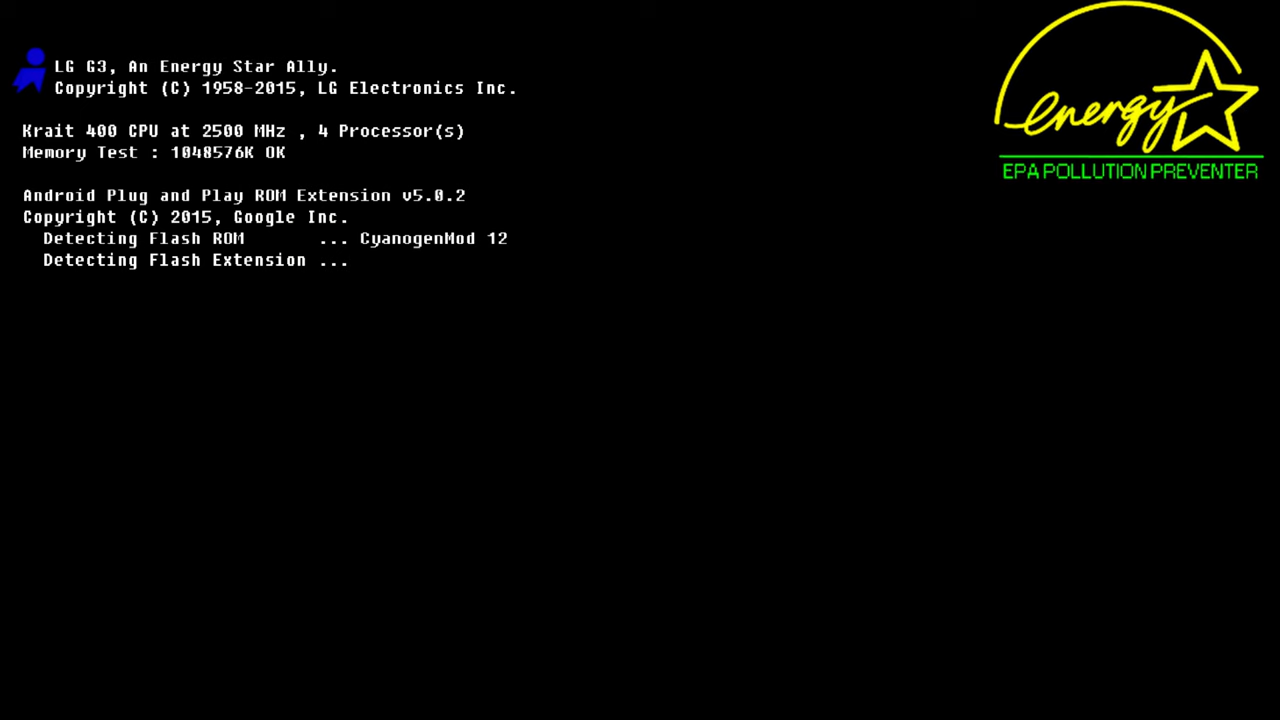 LG G3, An Energy Star Ally.
Copyright (C) 1958-2015, LG Electronics Inc.
Krait 400 CPU at 2500 MHz , 4 Processor(s)
Memory Test : 1048576K OK
Android Plug and Play ROM Extension v5.0.2
Copyright (C) 2015, Google Inc.
Detecting Flash ROM ... CyanogenMod 12
Detecting Flash Extension ...
energy
EPA POLLUTION PREVENTER